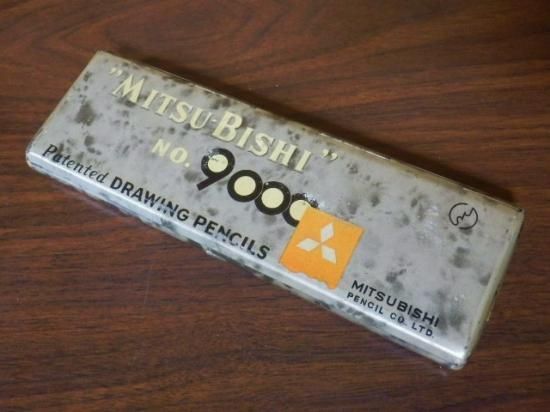 "MITSU-BISHI"
NO. 9000
Patented DRAWING PENCILS
MITSUBISHI
PENCIL CO. LTD.